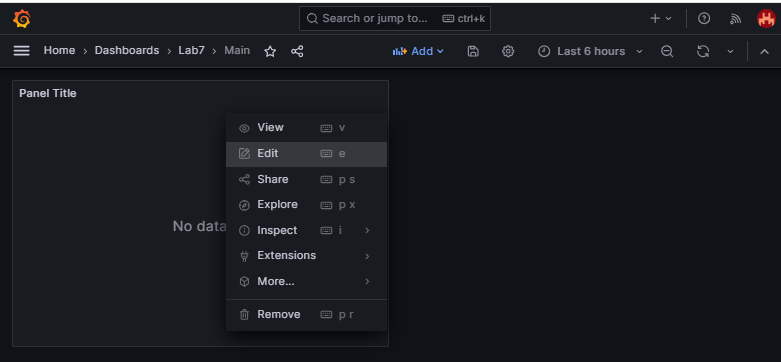 Search or jump to... ctrl+k
Home > Dashboards > Lab7 > Main Add Last 6 hours
Panel Title
View v
Edit e
Share p s
Explore p x
No data
Inspect i
Extensions
More...
Remove p r